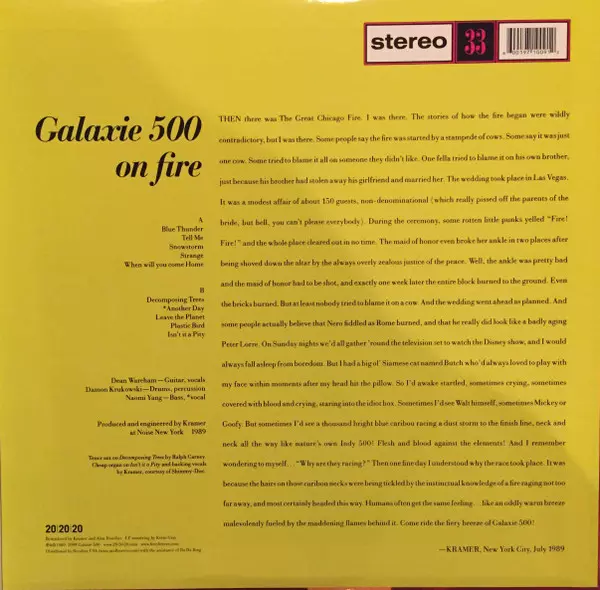 stereo
33
Galaxie 500
on fire
A
Blue Thunder
Tell Me
Snowstorm
Strange
When will you come Home
B
Decomposing Trees
*Another Day
Leave the Planet
Plastic Bird
Isn't it a Pity
Dean Wareham—Guitar, vocals
Damon Krukowski—Drums, percussion
Naomi Yang—Bass, *vocal
Produced and engineered by Kramer
at Noise New York 1989
Tenor sax on Decomposing Trees by Ralph Carney
Cheap organ on Isn't it a Pity and backing vocals
by Kramer, courtesy of Shimmy-Disc.
20|20|20
THEN there was The Great Chicago Fire. I was there. The stories of how the fire began were wildly
contradictory, but I was there. Some people say the fire was started by a stampede of cows. Some say it was just
one cow. Some tried to blame it all on someone they didn't like. One fella tried to blame it on his own brother,
just because his brother had stolen away his girlfriend and married her. The wedding took place in Las Vegas.
It was a modest affair of about 150 guests, non-denominational (which really pissed off the parents of the
bride, but hell, you can't please everybody). During the ceremony, some rotten little punks yelled "Fire!
Fire!" and the whole place cleared out in no time. The maid of honor even broke her ankle in two places after
being shoved down the altar by the always overly zealous justice of the peace. Well, the ankle was pretty bad
and the maid of honor had to be shot, and exactly one week later the entire block burned to the ground. Even
the bricks burned. But at least nobody tried to blame it on a cow. And the wedding went ahead as planned. And
some people actually believe that Nero fiddled as Rome burned, and that he really did look like a badly aging
Peter Lorre. On Sunday nights we'd all gather 'round the television set to watch the Disney show, and I would
always fall asleep from boredom. But I had a big ol' Siamese cat named Butch who'd always loved to play with
my face within moments after my head hit the pillow. So I'd awake startled, sometimes crying, sometimes
covered with blood and crying, staring into the idiot box. Sometimes I'd see Walt himself, sometimes Mickey or
Goofy. But sometimes I'd see a thousand bright blue caribou racing a dust storm to the finish line, neck and
neck all the way like nature's own Indy 500! Flesh and blood against the elements! And I remember
wondering to myself... "Why are they racing?" Then one fine day I understood why the race took place. It was
because the hairs on those caribou necks were being tickled by the instinctual knowledge of a fire raging not too
far away, and most certainly headed this way. Humans often get the same feeling... like an oddly warm breeze
malevolently fueled by the maddening flames behind it. Come ride the fiery breeze of Galaxie 500!
—KRAMER, New York City, July 1989